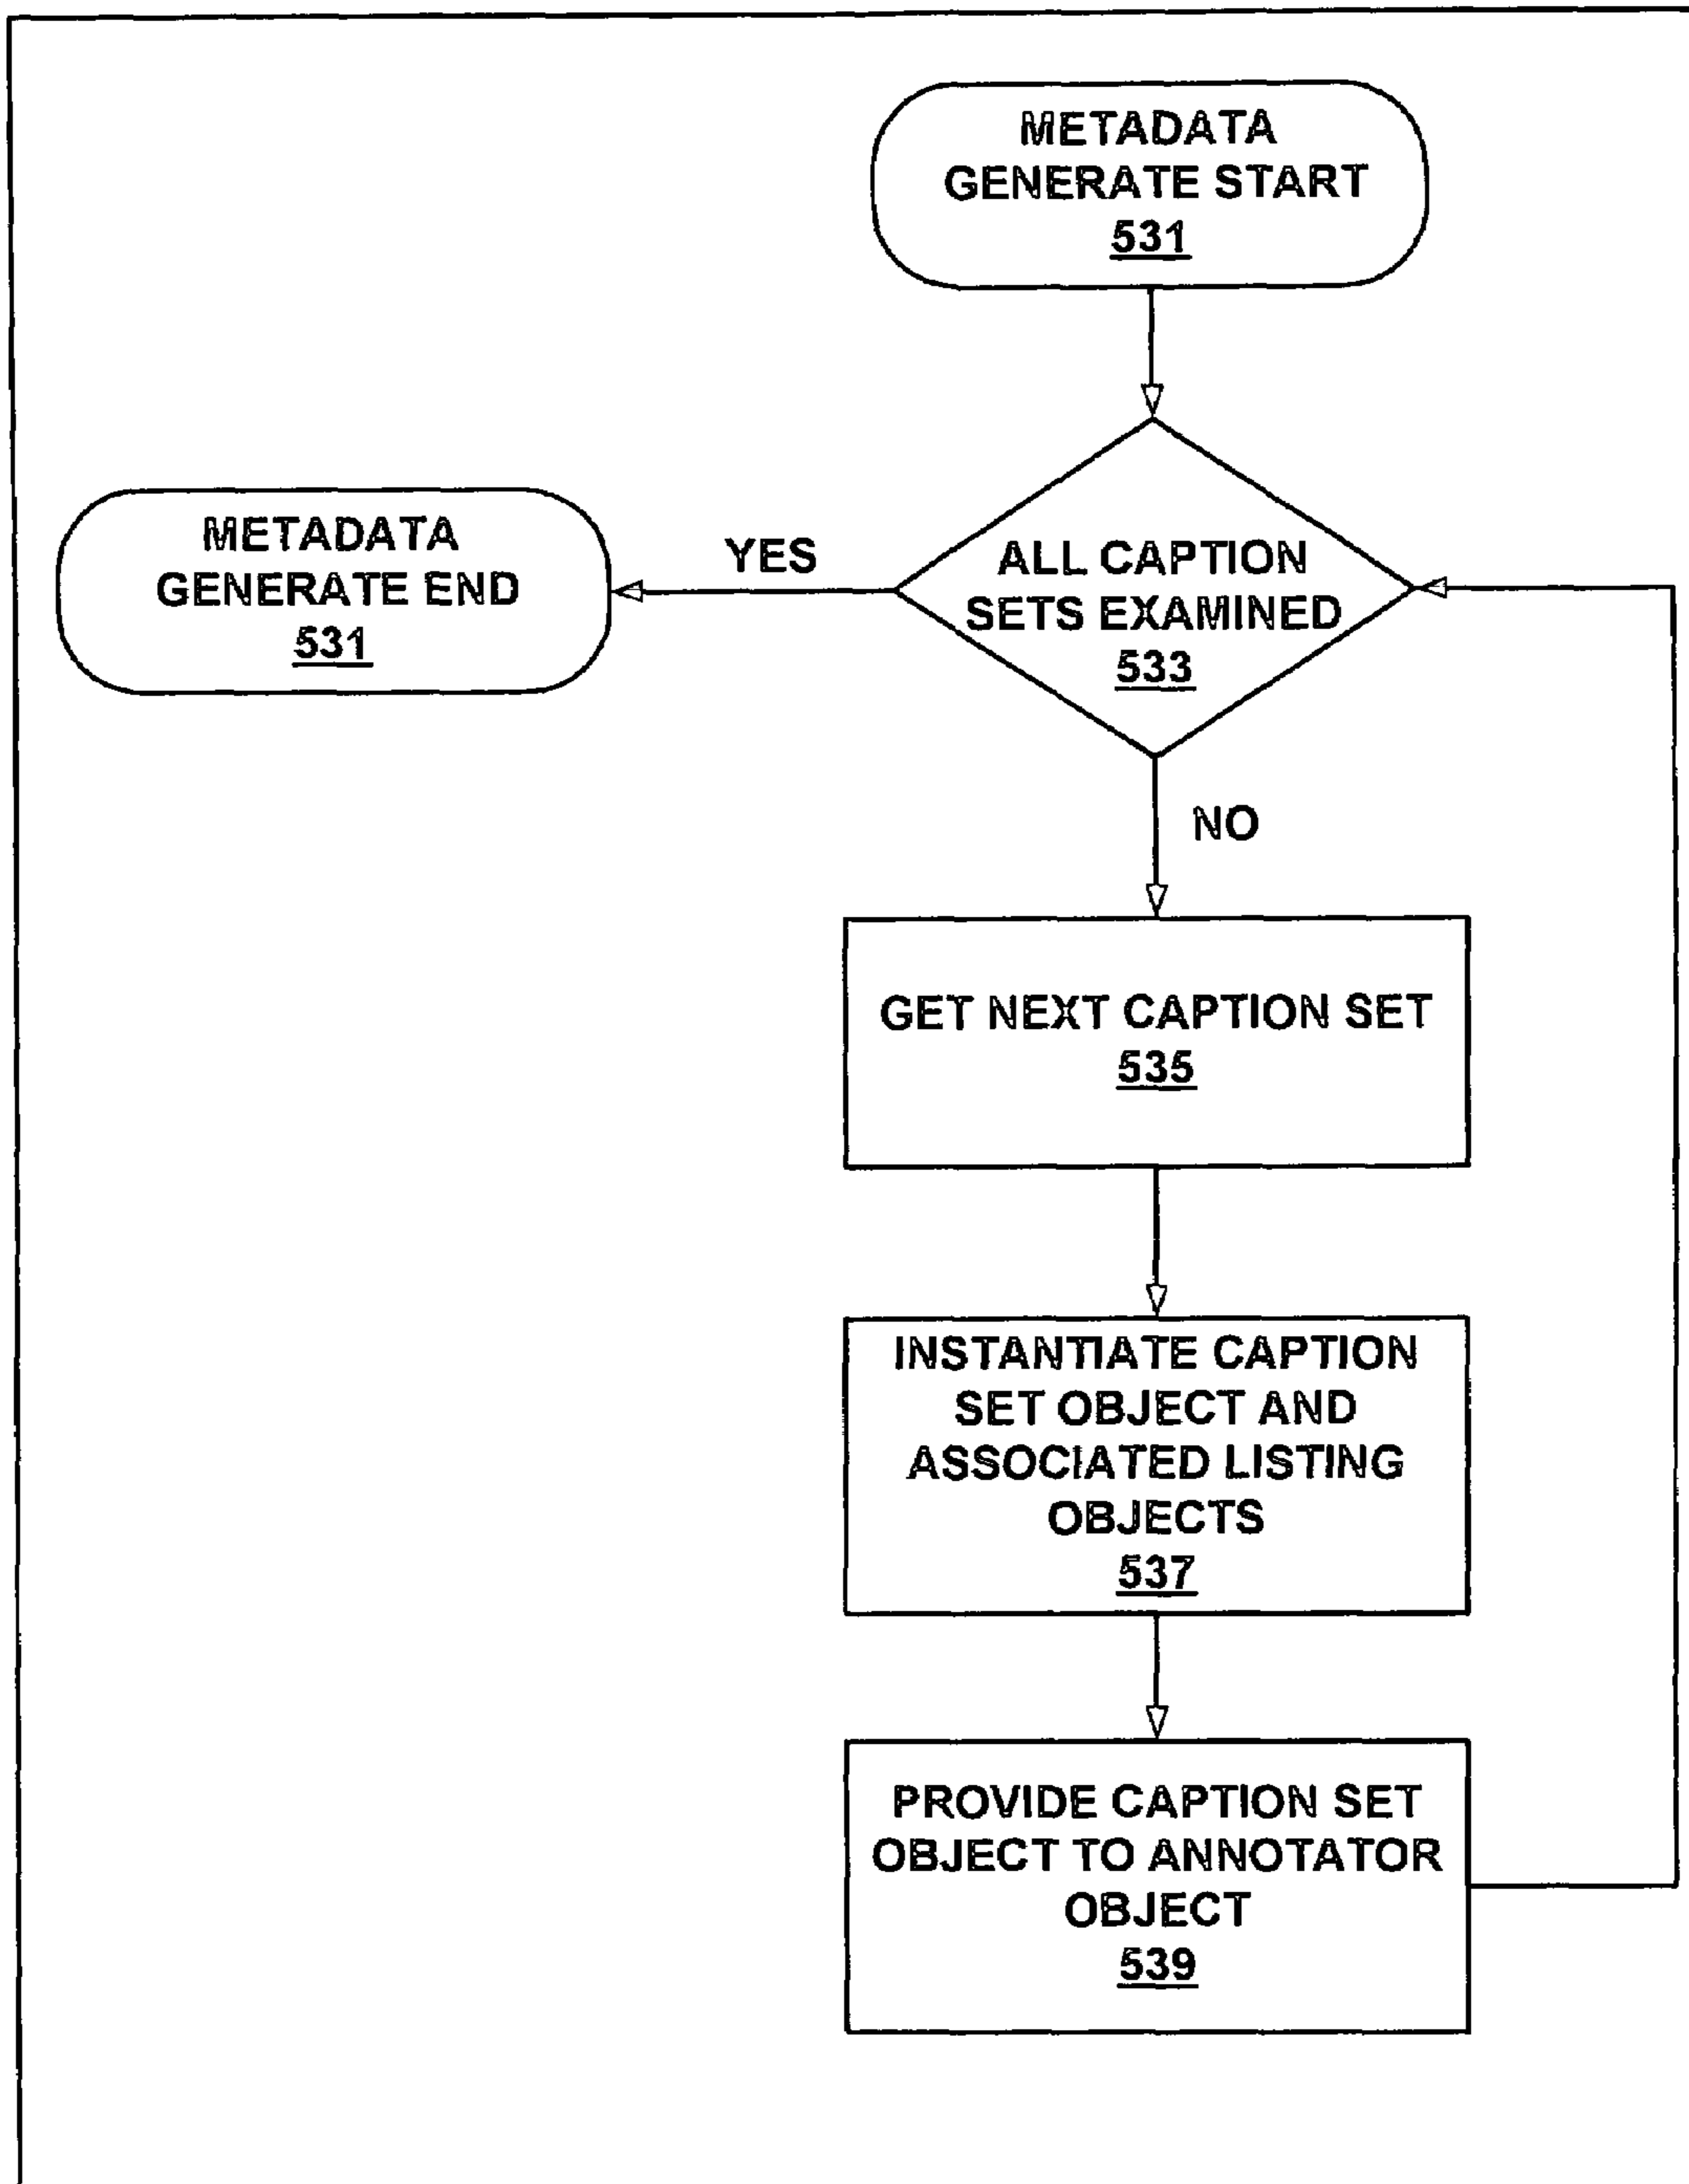 METADATA
GENERATE START
531
METADATA
GENERATE END
531
YES
ALL CAPTION
SETS EXAMINED
533
NO
GET NEXT CAPTION SET
535
INSTANTIATE CAPTION
SET OBJECT AND
ASSOCIATED LISTING
OBJECTS
537
PROVIDE CAPTION SET
OBJECT TO ANNOTATOR
OBJECT
539